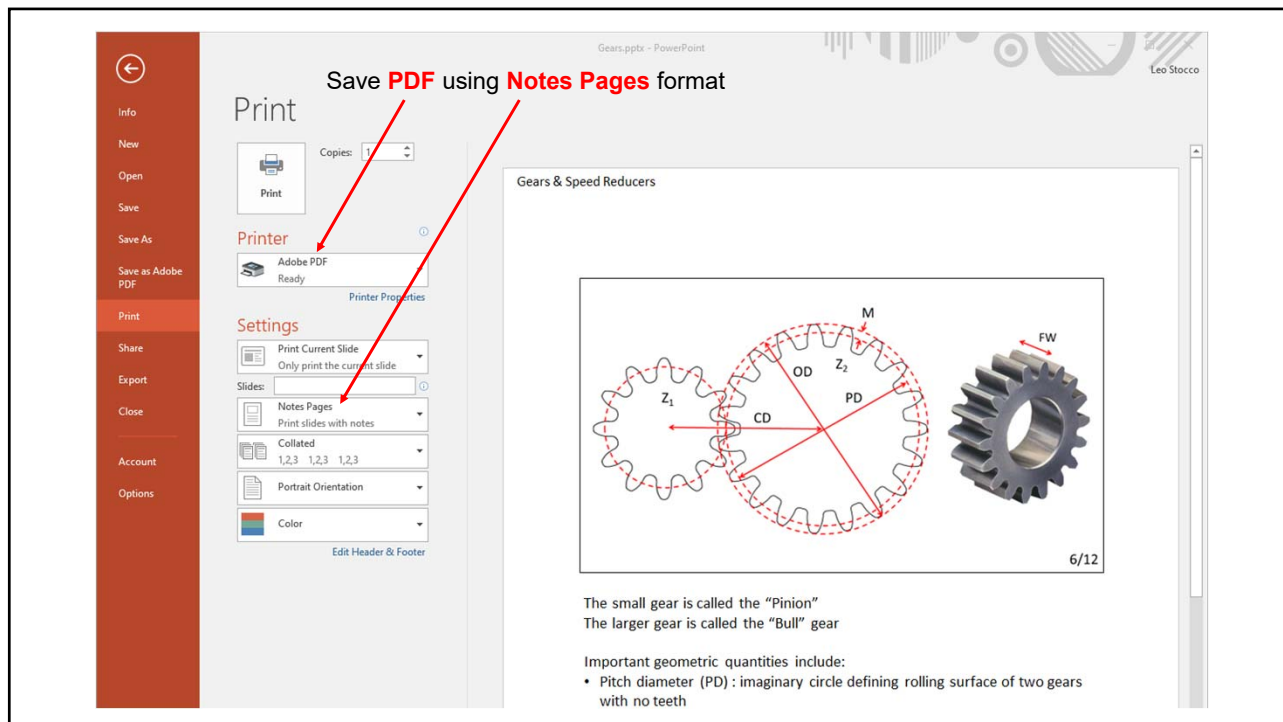 Gears.pptx - PowerPoint
Leo Stocco
Save PDF using Notes Pages format
Info
New
Open
Save
Save As
Save as Adobe
PDF
Print
Share
Export
Close
Account
Options
Print
Print
Copies: 1
Printer
Adobe PDF
Ready
Printer Properties
Settings
Print Current Slide
Only print the current slide
Slides:
Notes Pages
Print slides with notes
Collated
1,2,3 1,2,3 1,2,3
Portrait Orientation
Color
Edit Header & Footer
Gears & Speed Reducers
M
FW
Z2
OD
PD
Z1
CD
6/12
The small gear is called the “Pinion”
The larger gear is called the “Bull” gear
Important geometric quantities include:
• Pitch diameter (PD) : imaginary circle defining rolling surface of two gears
with no teeth